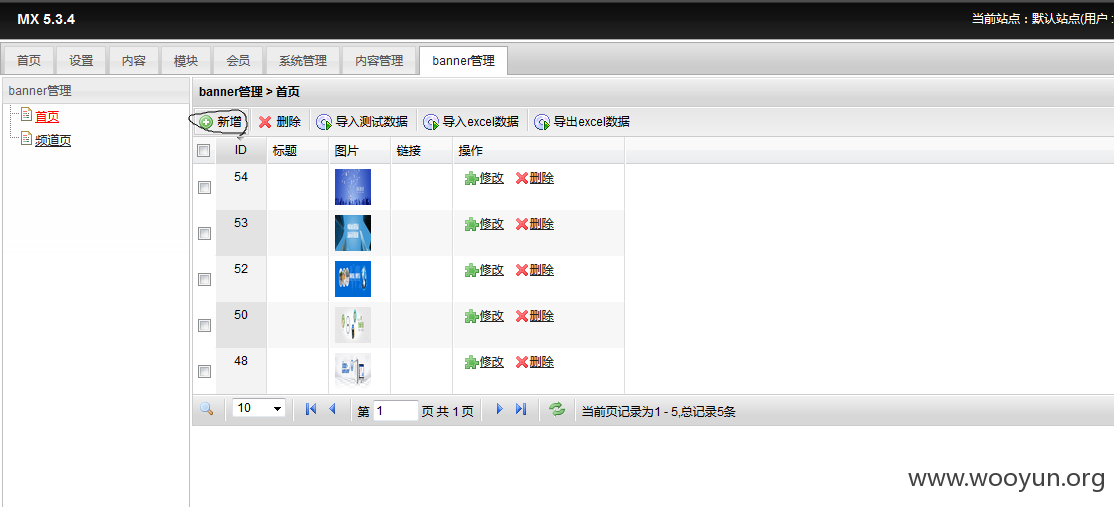 MX 5.3.4
当前站点：默认站点(用户：
首页 设置 内容 模块 会员 系统管理 内容管理 banner管理
banner管理
首页
频道页
banner管理 > 首页
新增 删除 导入测试数据 导入excel数据 导出excel数据
ID 标题 图片 链接 操作
54 修改 删除
53 修改 删除
52 修改 删除
50 修改 删除
48 修改 删除
10 第 1 页 共 1 页 当前页记录为1 - 5,总记录5条
www.wooyun.org